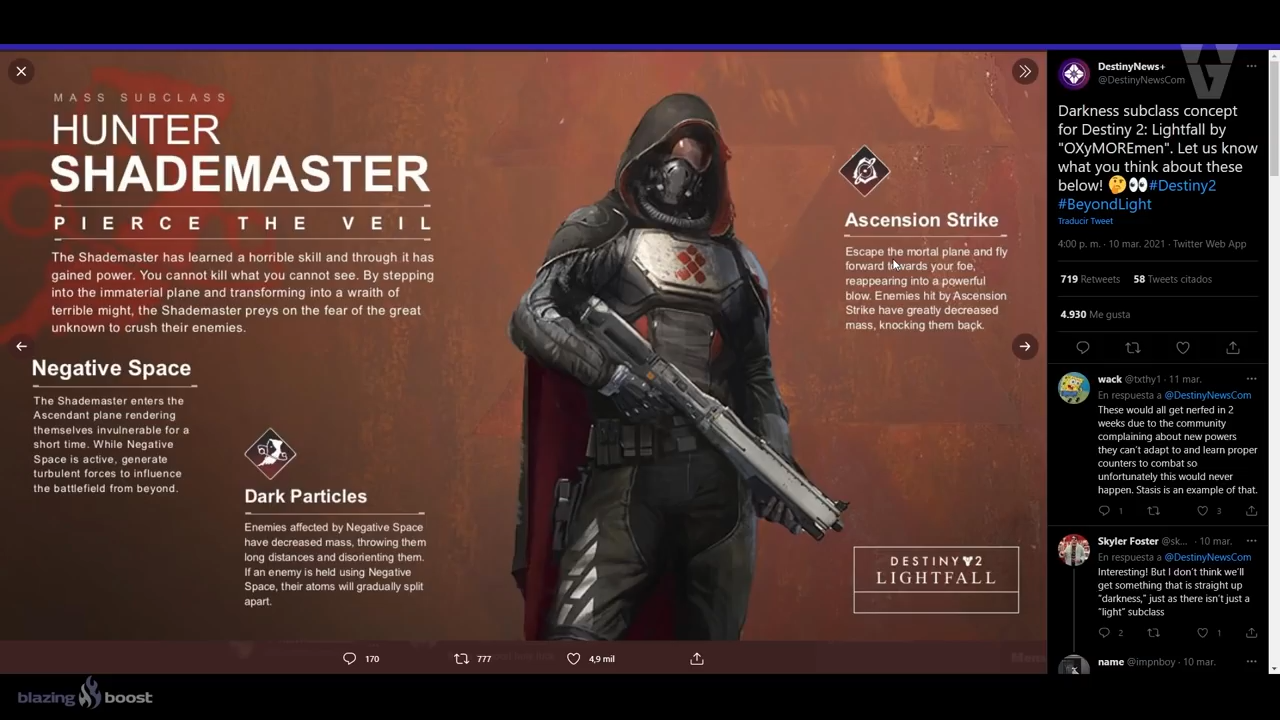 MASS SUBCLASS
HUNTER
SHADEMASTER
PIERCE THE VEIL
The Shademaster has learned a horrible skill and through it has
gained power. You cannot kill what you cannot see. By stepping
into the immaterial plane and transforming into a wraith of
terrible might, the Shademaster preys on the fear of the great
unknown to crush their enemies.
Negative Space
The Shademaster enters the
Ascendant plane rendering
themselves invulnerable for a
short time. While Negative
Space is active, generate
turbulent forces to influence
the battlefield from beyond.
Dark Particles
Enemies affected by Negative Space
have decreased mass, throwing them
long distances and disorienting them.
If an enemy is held using Negative
Space, their atoms will gradually split
apart.
Ascension Strike
Escape the mortal plane and fly
forward towards your foe,
reappearing into a powerful
blow. Enemies hit by Ascension
Strike have greatly decreased
mass, knocking them back.
DESTINY 2
LIGHTFALL
170
777
4,9 mil
DestinyNews+
@DestinyNewsCom
Darkness subclass concept
for Destiny 2: Lightfall by
"OXyMOREmen". Let us know
what you think about these
below! 🤔👀#Destiny2
#BeyondLight
Traducir Tweet
4:00 p. m. · 10 mar. 2021 · Twitter Web App
719 Retweets 58 Tweets citados
4.930 Me gusta
wack @txthy1 · 11 mar.
En respuesta a @DestinyNewsCom
These would all get nerfed in 2
weeks due to the community
complaining about new powers
they can't adapt to and learn proper
counters to combat so
unfortunately this would never
happen. Stasis is an example of that.
1 3
Skyler Foster @sk... · 10 mar.
En respuesta a @DestinyNewsCom
Interesting! But I don't think we'll
get something that is straight up
"darkness," just as there isn't just a
"light" subclass
2 1
name @impnboy · 10 mar.
blazing boost